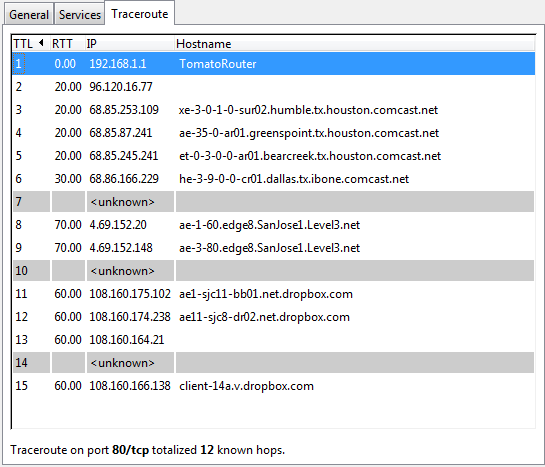 General Services Traceroute
TTL RTT IP Hostname
1 0.00 192.168.1.1 TomatoRouter
2 20.00 96.120.16.77
3 20.00 68.85.253.109 xe-3-0-1-0-sur02.humble.tx.houston.comcast.net
4 20.00 68.85.87.241 ae-35-0-ar01.greenspoint.tx.houston.comcast.net
5 20.00 68.85.245.241 et-0-3-0-0-ar01.bearcreek.tx.houston.comcast.net
6 30.00 68.86.166.229 he-3-9-0-0-cr01.dallas.tx.ibone.comcast.net
7 <unknown>
8 70.00 4.69.152.20 ae-1-60.edge8.SanJose1.Level3.net
9 70.00 4.69.152.148 ae-3-80.edge8.SanJose1.Level3.net
10 <unknown>
11 60.00 108.160.175.102 ae1-sjc11-bb01.net.dropbox.com
12 60.00 108.160.174.238 ae11-sjc8-dr02.net.dropbox.com
13 60.00 108.160.164.21
14 <unknown>
15 60.00 108.160.166.138 client-14a.v.dropbox.com
Traceroute on port 80/tcp totalized 12 known hops.